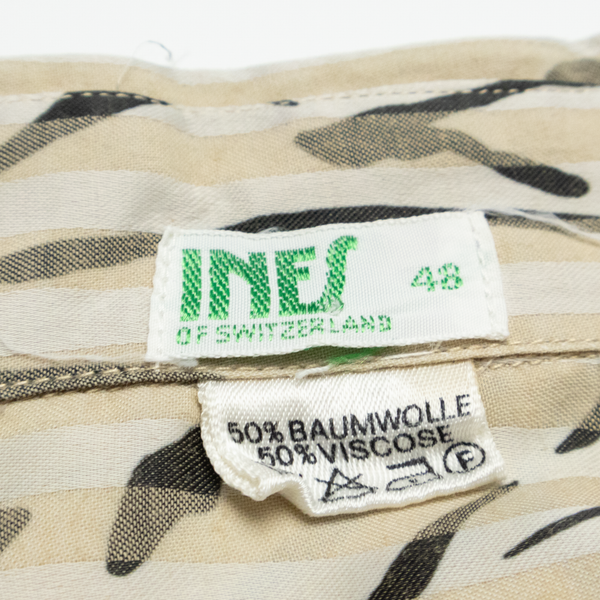 INES 48
OF SWITZERLAND
50% BAUMWOLLE
50% VISCOSE
F